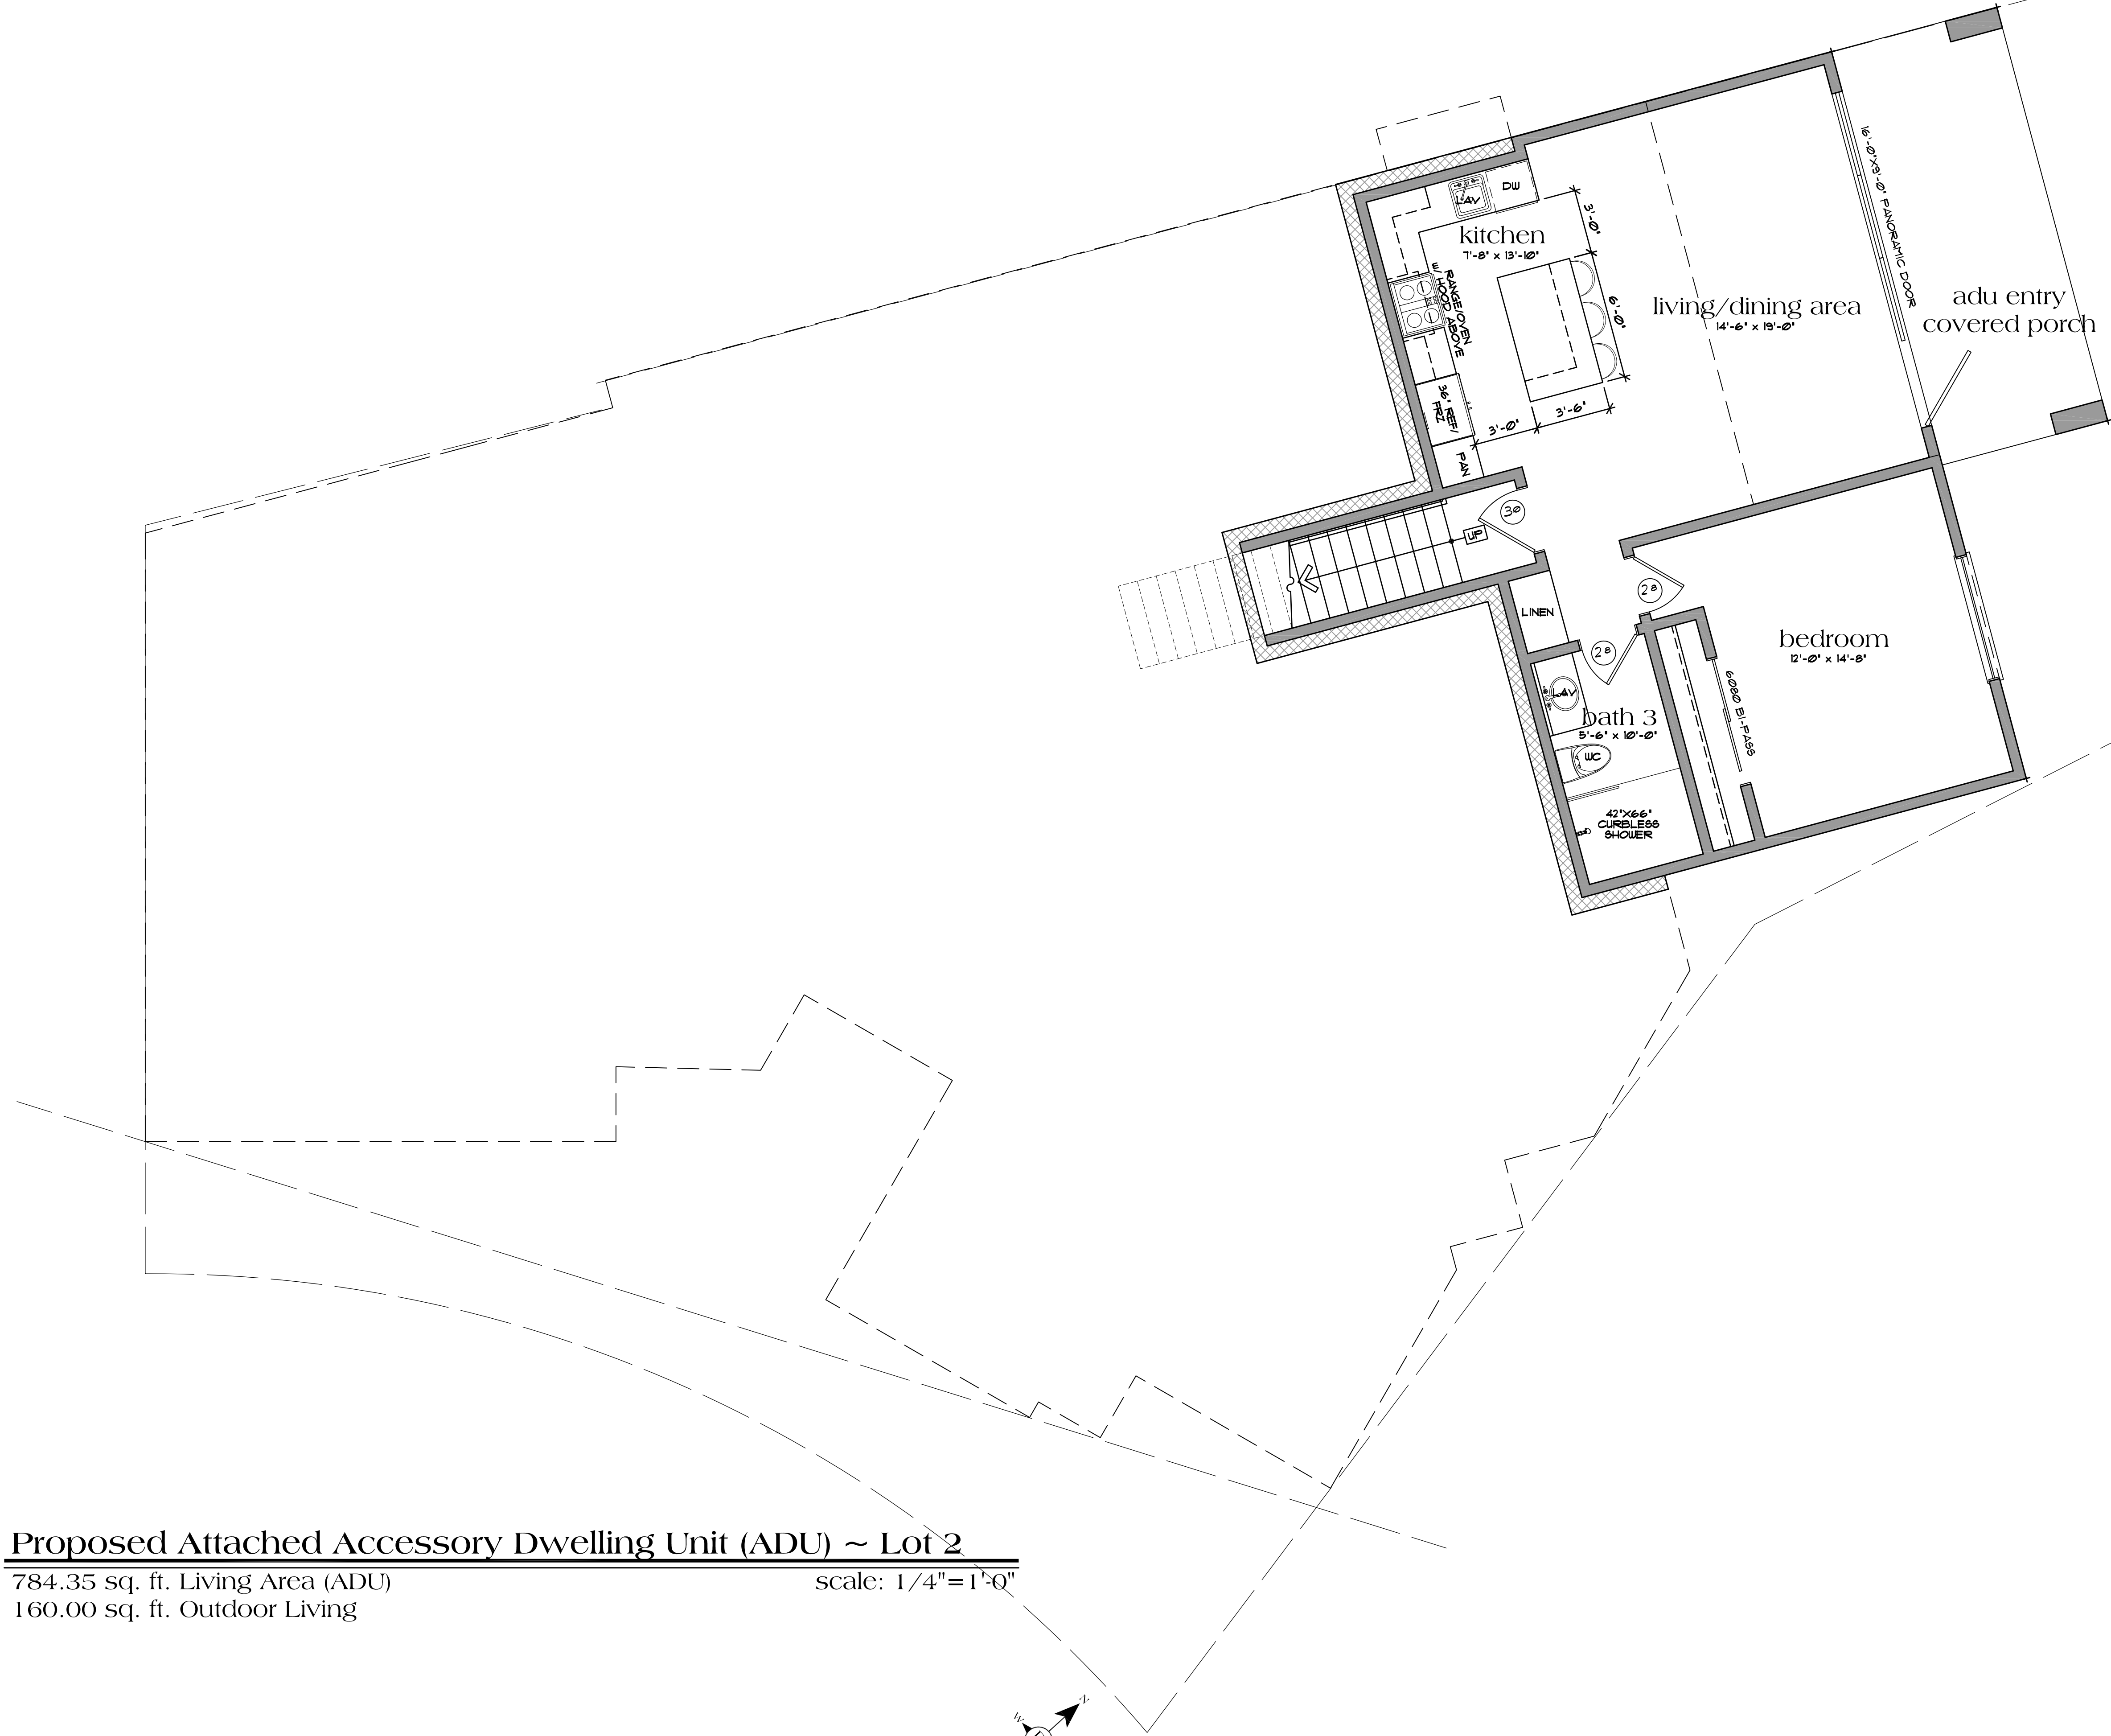 DW
LAV
kitchen
7'-8" x 13'-10"
3'-0"
RANGE/OVEN
W/ HOOD ABOVE
6'-0"
36" REF/
FRZ
3'-0"
3'-6"
PAN
living/dining area
14'-6" x 19'-0"
16'-0"X9'-0" PANORAMIC DOOR
adu entry
covered porch
30
UP
LINEN
28
28
bedroom
12'-0" x 14'-8"
6080 BI-PASS
LAV
bath 3
5'-6" x 10'-0"
WC
42"X66"
CURBLESS
SHOWER
Proposed Attached Accessory Dwelling Unit (ADU) ~ Lot 2
784.35 sq. ft. Living Area (ADU)
scale: 1/4"=1'-0"
160.00 sq. ft. Outdoor Living
N
W